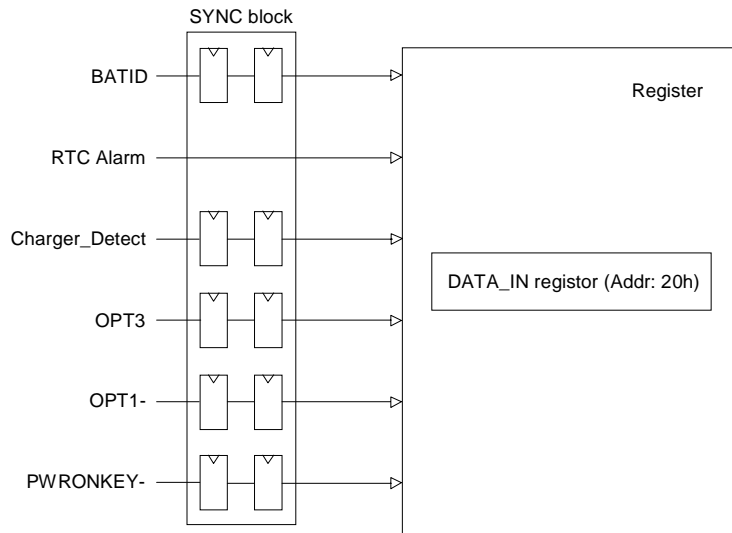 SYNC block
BATID
Register
RTC Alarm
Charger_Detect
DATA_IN registor (Addr: 20h)
OPT3
OPT1-
PWRONKEY-